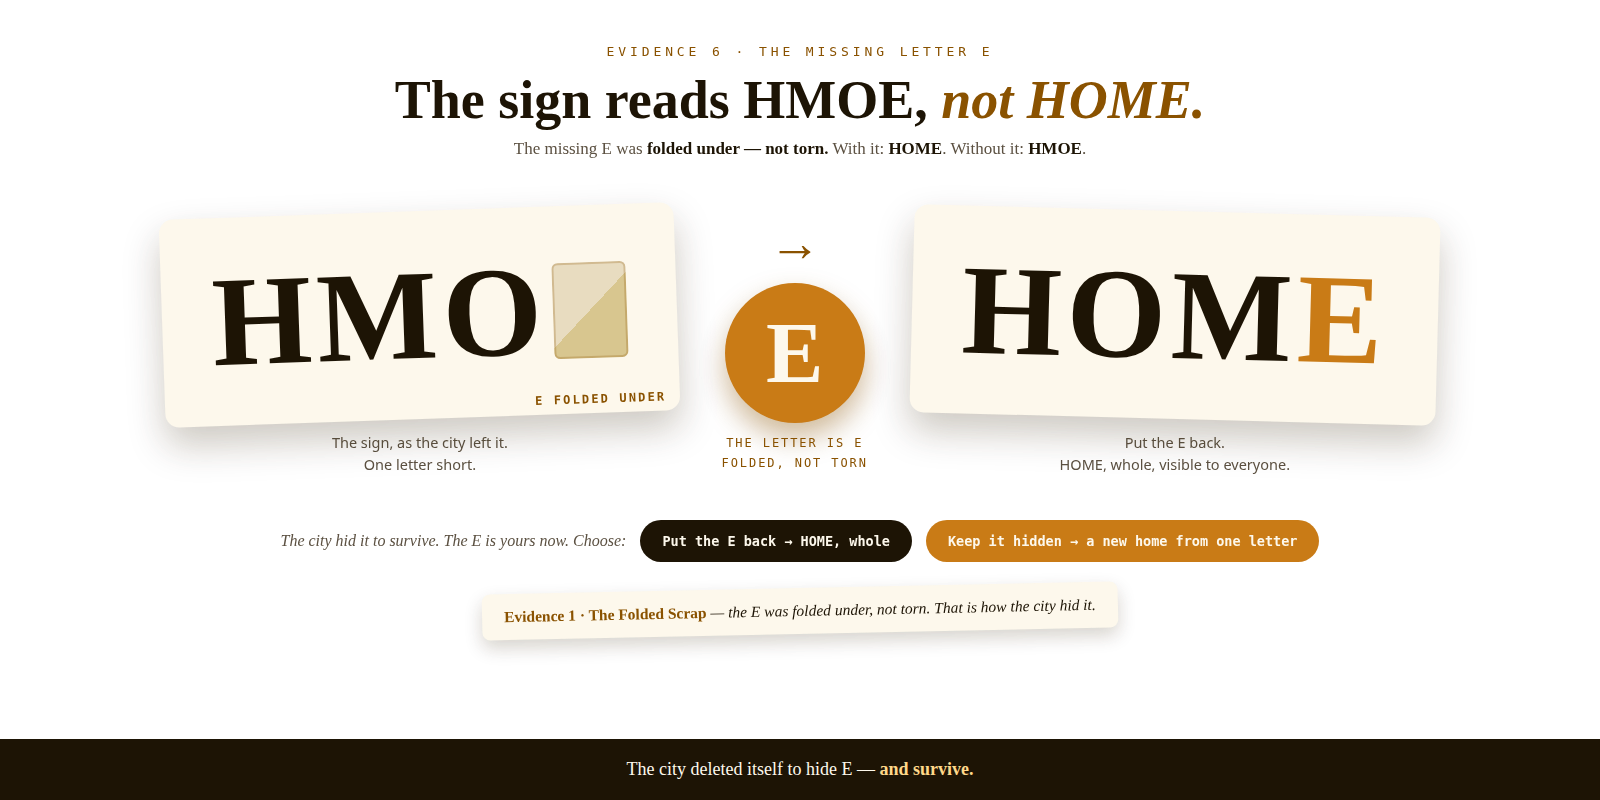 EVIDENCE 6 · THE MISSING LETTER E
The sign reads HMOE, not HOME.
The missing E was folded under — not torn. With it: HOME. Without it: HMOE.
HMO
E FOLDED UNDER
The sign, as the city left it.
One letter short.
→
E
THE LETTER IS E
FOLDED, NOT TORN
HOME
Put the E back.
HOME, whole, visible to everyone.
The city hid it to survive. The E is yours now. Choose:
Put the E back → HOME, whole
Keep it hidden → a new home from one letter
Evidence 1 · The Folded Scrap — the E was folded under, not torn. That is how the city hid it.
The city deleted itself to hide E — and survive.